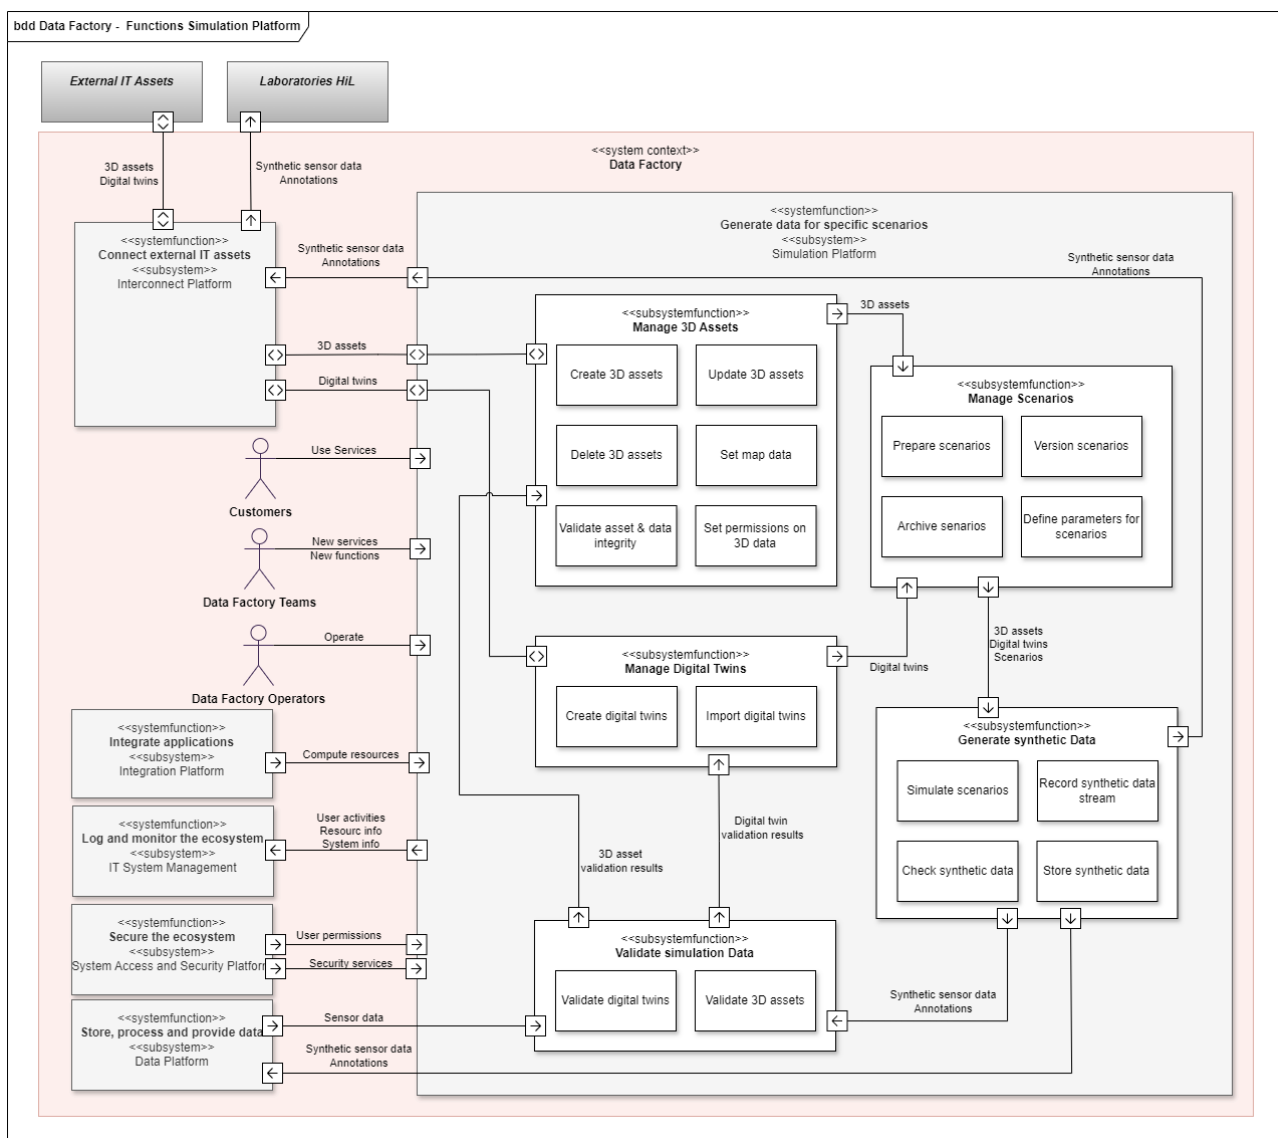 bdd Data Factory - Functions Simulation Platform
External IT Assets
Laboratories HiL
3D assets
Digital twins
Synthetic sensor data
Annotations
<<system context>>
Data Factory
<<systemfunction>>
Connect external IT assets
<<subsystem>>
Interconnect Platform
Synthetic sensor data
Annotations
3D assets
Digital twins
<<systemfunction>>
Generate data for specific scenarios
<<subsystem>>
Simulation Platform
Synthetic sensor data
Annotations
<<subsystemfunction>>
Manage 3D Assets
Create 3D assets
Update 3D assets
Delete 3D assets
Set map data
Validate asset & data
integrity
Set permissions on
3D data
3D assets
<<subsystemfunction>>
Manage Scenarios
Prepare scenarios
Version scenarios
Archive senarios
Define parameters for
scenarios
Use Services
Customers
New services
New functions
Data Factory Teams
Operate
Data Factory Operators
<<subsystemfunction>>
Manage Digital Twins
Create digital twins
Import digital twins
Digital twins
3D assets
Digital twins
Scenarios
<<systemfunction>>
Integrate applications
<<subsystem>>
Integration Platform
Compute resources
<<subsystemfunction>>
Generate synthetic Data
Simulate scenarios
Record synthetic data
stream
Check synthetic data
Store synthetic data
<<systemfunction>>
Log and monitor the ecosystem
<<subsystem>>
IT System Management
User activities
Resourc info
System info
3D asset
validation results
Digital twin
validation results
<<systemfunction>>
Secure the ecosystem
<<subsystem>>
System Access and Security Platform
User permissions
Security services
<<subsystemfunction>>
Validate simulation Data
Validate digital twins
Validate 3D assets
Synthetic sensor data
Annotations
<<systemfunction>>
Store, process and provide data
<<subsystem>>
Data Platform
Sensor data
Synthetic sensor data
Annotations